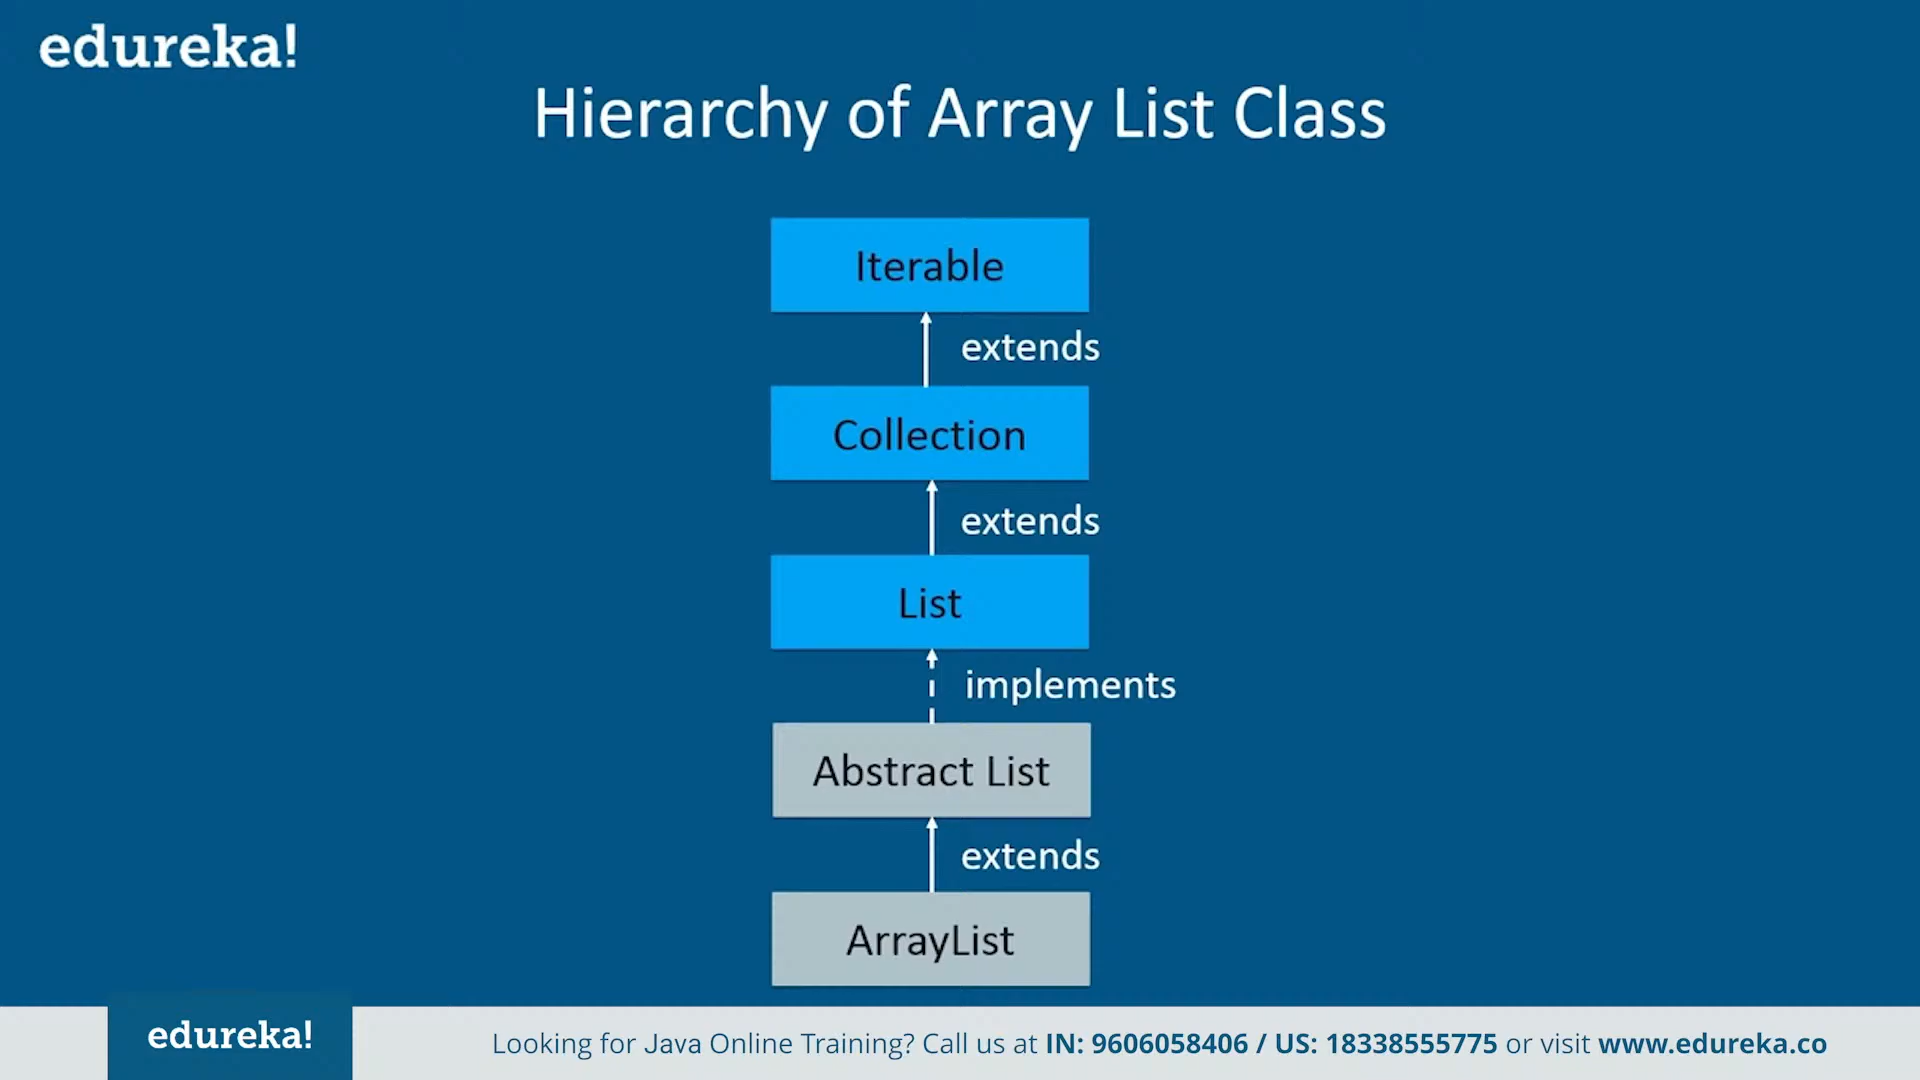 edureka!
Hierarchy of Array List Class
Iterable
extends
Collection
extends
List
implements
Abstract List
extends
ArrayList
edureka!
Looking for Java Online Training? Call us at IN: 9606058406 / US: 18338555775 or visit www.edureka.co